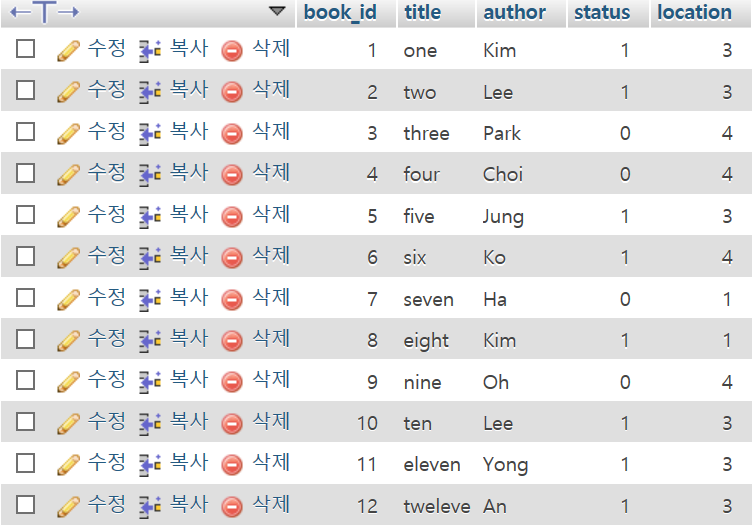 ←T→ book_id title author status location
수정 복사 삭제 1 one Kim 1 3
수정 복사 삭제 2 two Lee 1 3
수정 복사 삭제 3 three Park 0 4
수정 복사 삭제 4 four Choi 0 4
수정 복사 삭제 5 five Jung 1 3
수정 복사 삭제 6 six Ko 1 4
수정 복사 삭제 7 seven Ha 0 1
수정 복사 삭제 8 eight Kim 1 1
수정 복사 삭제 9 nine Oh 0 4
수정 복사 삭제 10 ten Lee 1 3
수정 복사 삭제 11 eleven Yong 1 3
수정 복사 삭제 12 tweleve An 1 3